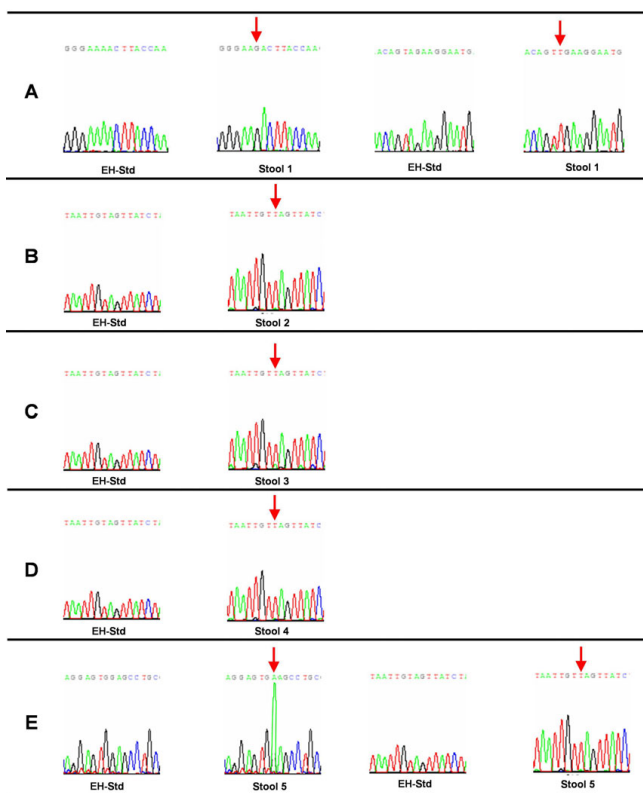 GGGAAAACTTACCAA GGGAAGACTTACCAA ACAGTAGAAGGAATG ACAGTTGAAGGAATG
A
EH-Std Stool 1 EH-Std Stool 1
TAATTGTAGTTATCT TAATTGTTAGTTATC
B
EH-Std Stool 2
TAATTGTAGTTATCT TAATTGTTAGTTATC
C
EH-Std Stool 3
TAATTGTAGTTATCT TAATTGTTAGTTATC
D
EH-Std Stool 4
AGGAGTGGAGCCTGC AGGAGTGAAGCCTGC TAATTGTAGTTATCT TAATTGTTAGTTATC
E
EH-Std Stool 5 EH-Std Stool 5